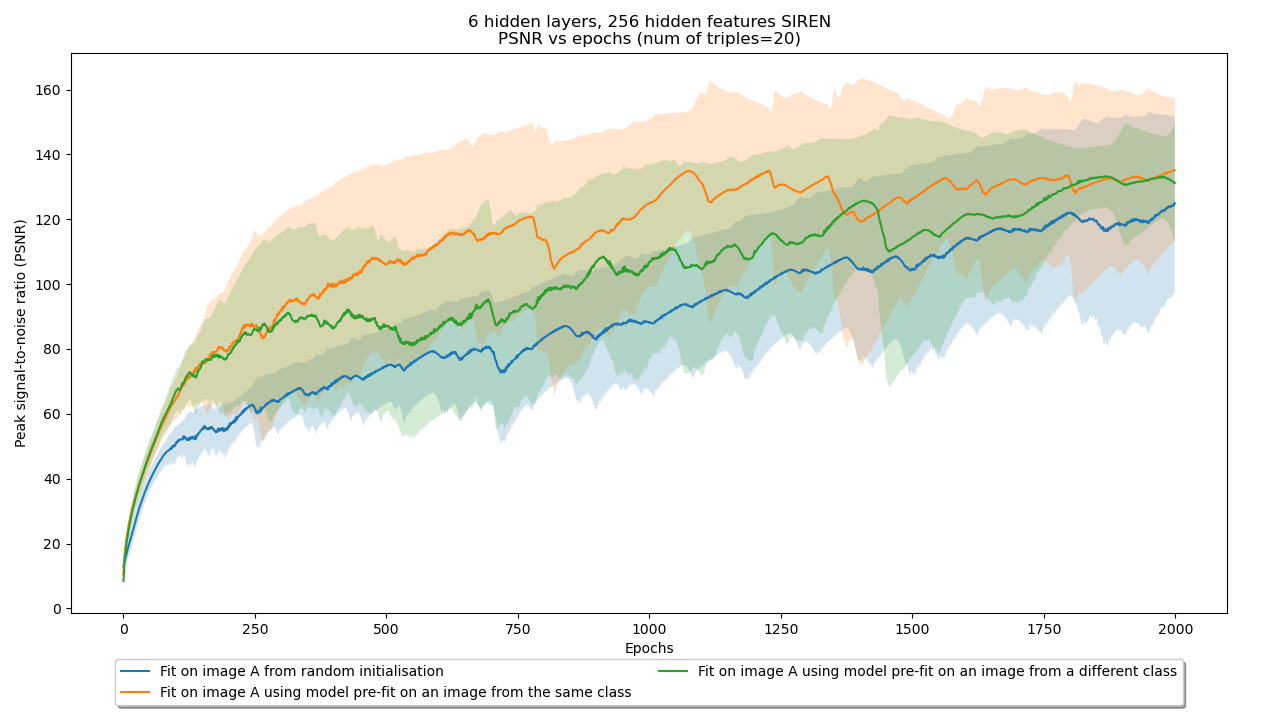 6 hidden layers, 256 hidden features SIREN
PSNR vs epochs (num of triples=20)
Peak signal-to-noise ratio (PSNR)
160
140
120
100
80
60
40
20
0
0 250 500 750 1000 1250 1500 1750 2000
Epochs
Fit on image A from random initialisation
Fit on image A using model pre-fit on an image from the same class
Fit on image A using model pre-fit on an image from a different class